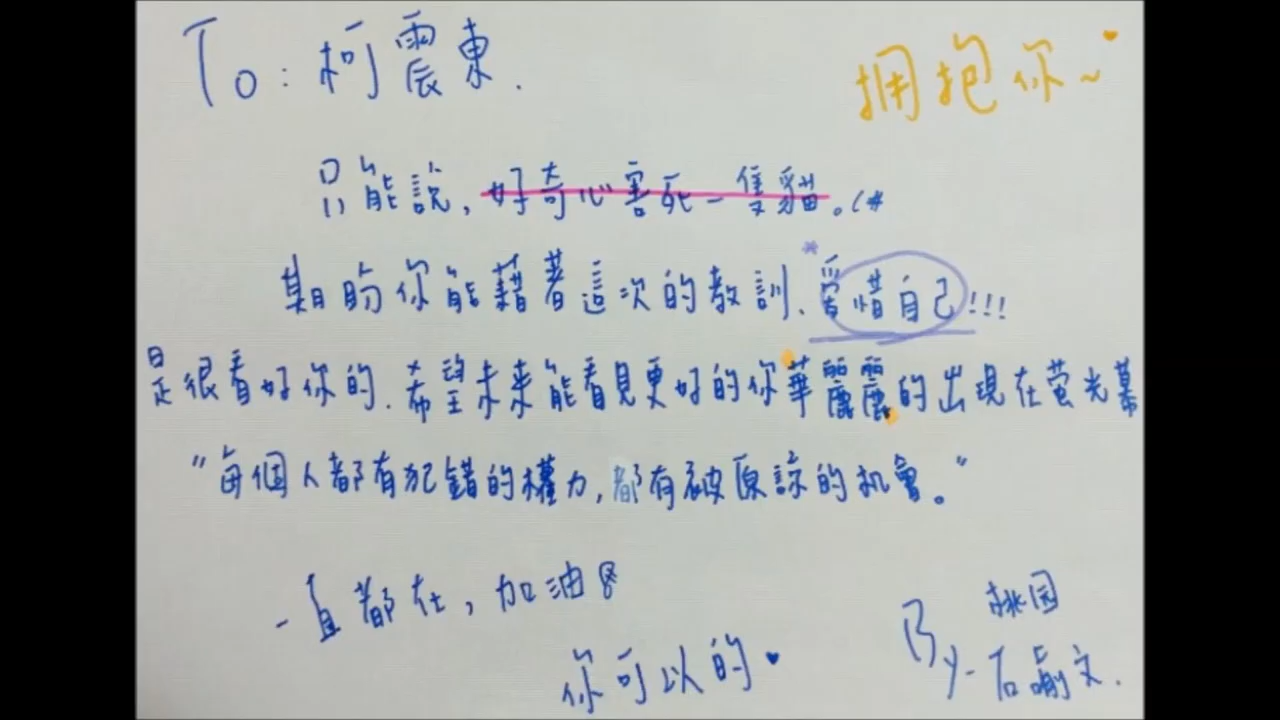 To:柯震東.
擁抱你~
只能說,好奇心害死一隻貓。(*
期盼你能藉著這次的教訓.*愛惜自己!!!
是很看好你的.希望未來能看見更好的你華麗麗的出現在螢光幕
"每個人都有犯錯的權力,都有被原諒的机會。"
一直都在,加油
你可以的
By-桃园
石瑜文.